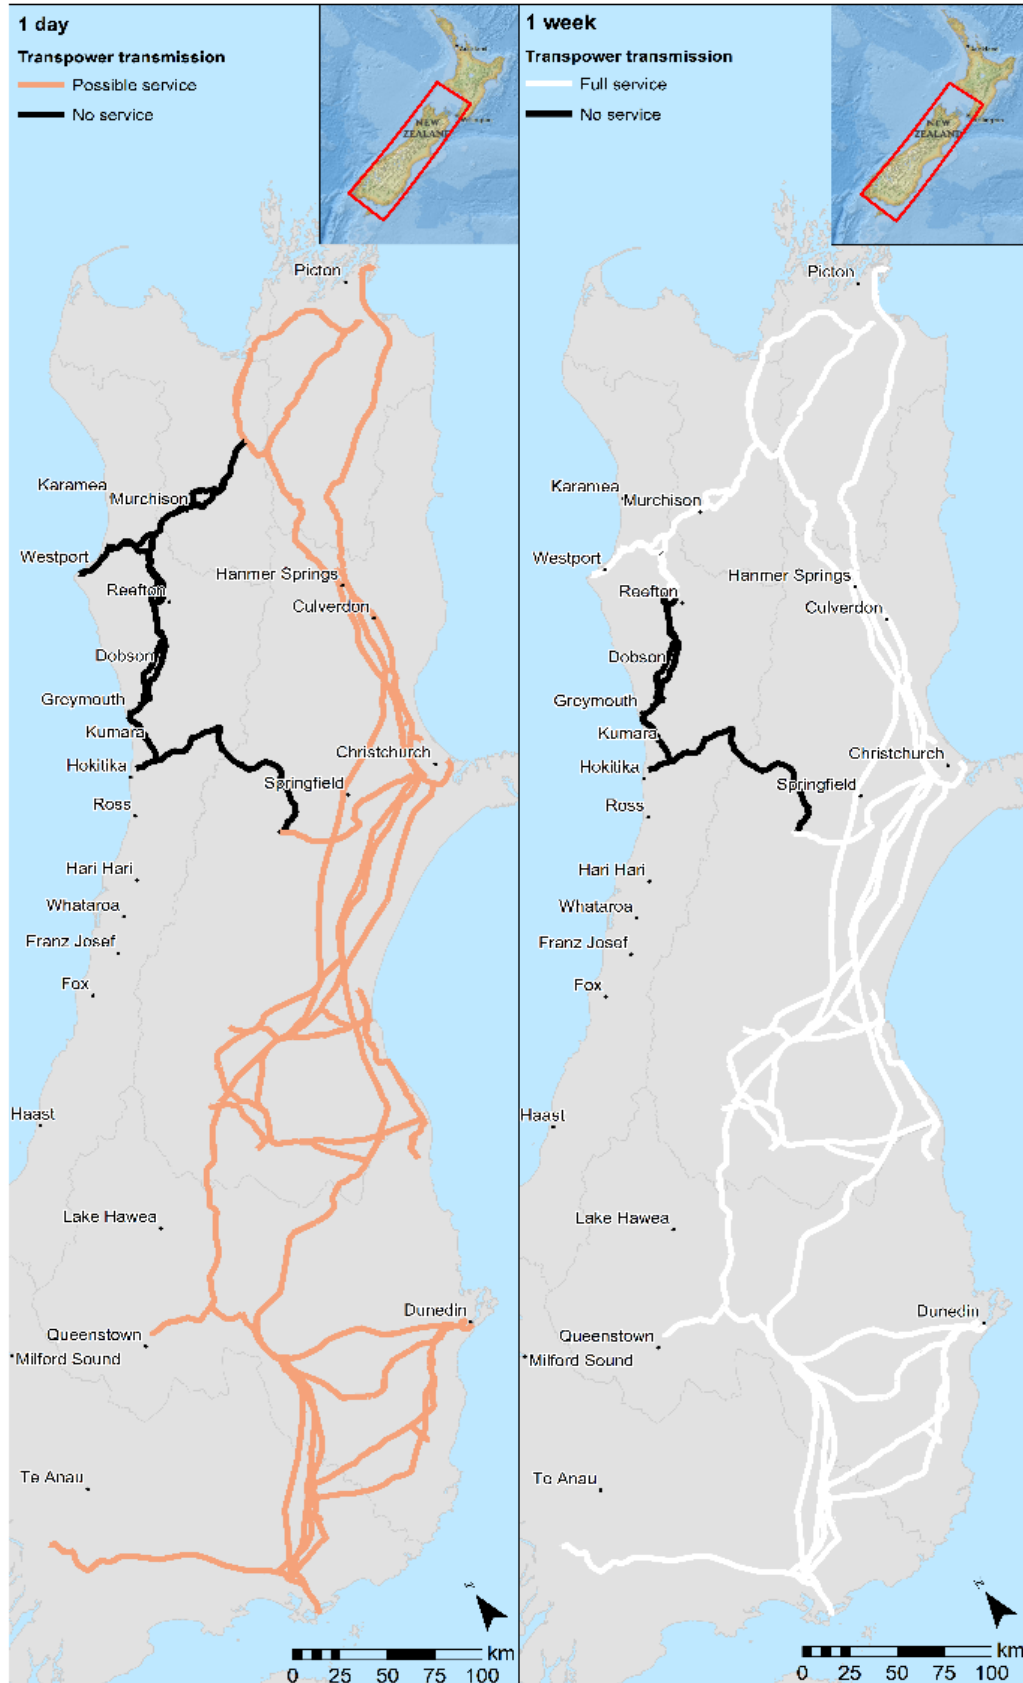 1 day
Transpower transmission
Possible service
No service
NEW
ZEALAND
Picton
Karamea
Murchison
Westport
Reefton
Hanmer Springs
Culverdon
Dobson
Greymouth
Kumara
Hokitika
Christchurch
Springfield
Ross
Hari Hari
Whataroa
Franz Josef
Fox
Haast
Lake Hawea
Dunedin
Queenstown
Milford Sound
Te Anau
km
0 25 50 75 100
1 week
Transpower transmission
Full service
No service
NEW
ZEALAND
Picton
Karamea
Murchison
Westport
Reefton
Hanmer Springs
Culverdon
Dobson
Greymouth
Kumara
Hokitika
Christchurch
Springfield
Ross
Hari Hari
Whataroa
Franz Josef
Fox
Haast
Lake Hawea
Dunedin
Queenstown
Milford Sound
Te Anau
km
0 25 50 75 100